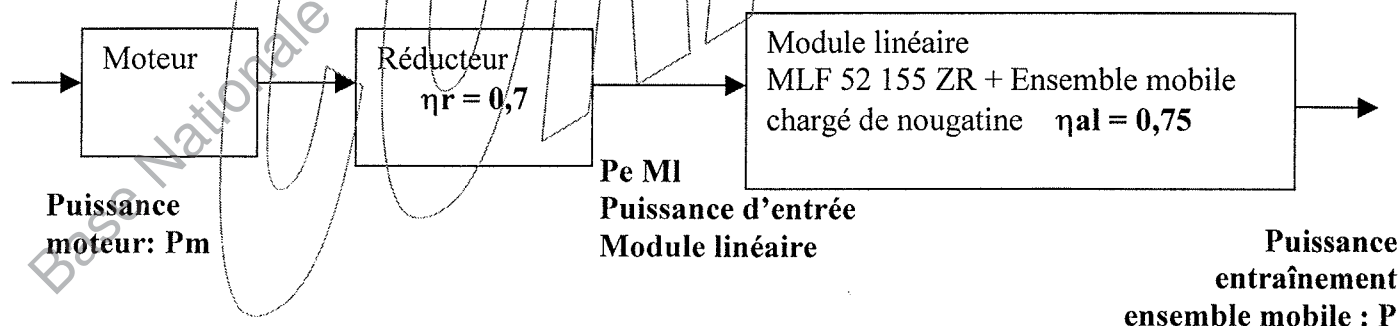 Moteur
Réducteur
ηr = 0,7
Module linéaire
MLF 52 155 ZR + Ensemble mobile
chargé de nougatine ηal = 0,75
Puissance
moteur: Pm
Pe Ml
Puissance d'entrée
Module linéaire
Puissance
entraînement
ensemble mobile : P
Base Nationale